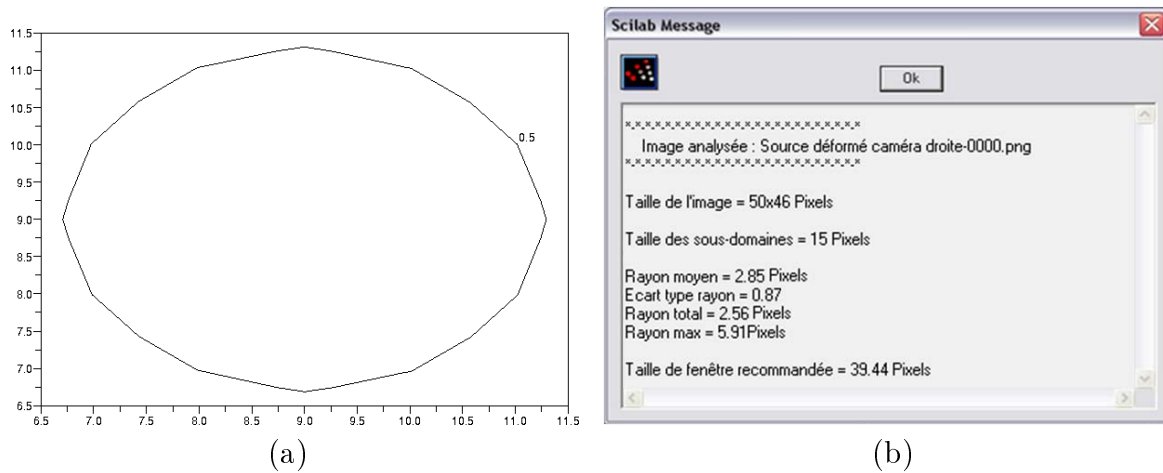 11.5
11.0
10.5
10.0
9.5
9.0
8.5
8.0
7.5
7.0
6.5
0.5
6.5 7.0 7.5 8.0 8.5 9.0 9.5 10.0 10.5 11.0 11.5
(a)
Scilab Message
Ok
*.*.*.*.*.*.*.*.*.*.*.*.*.*.*.*.*.*.*.*.*.*.*.*
Image analysée : Source déformé caméra droite-0000.png
*.*.*.*.*.*.*.*.*.*.*.*.*.*.*.*.*.*.*.*.*.*.*.*
Taille de l'image = 50x46 Pixels
Taille des sous-domaines = 15 Pixels
Rayon moyen = 2.85 Pixels
Ecart type rayon = 0.87
Rayon total = 2.56 Pixels
Rayon max = 5.91Pixels
Taille de fenêtre recommandée = 39.44 Pixels
(b)